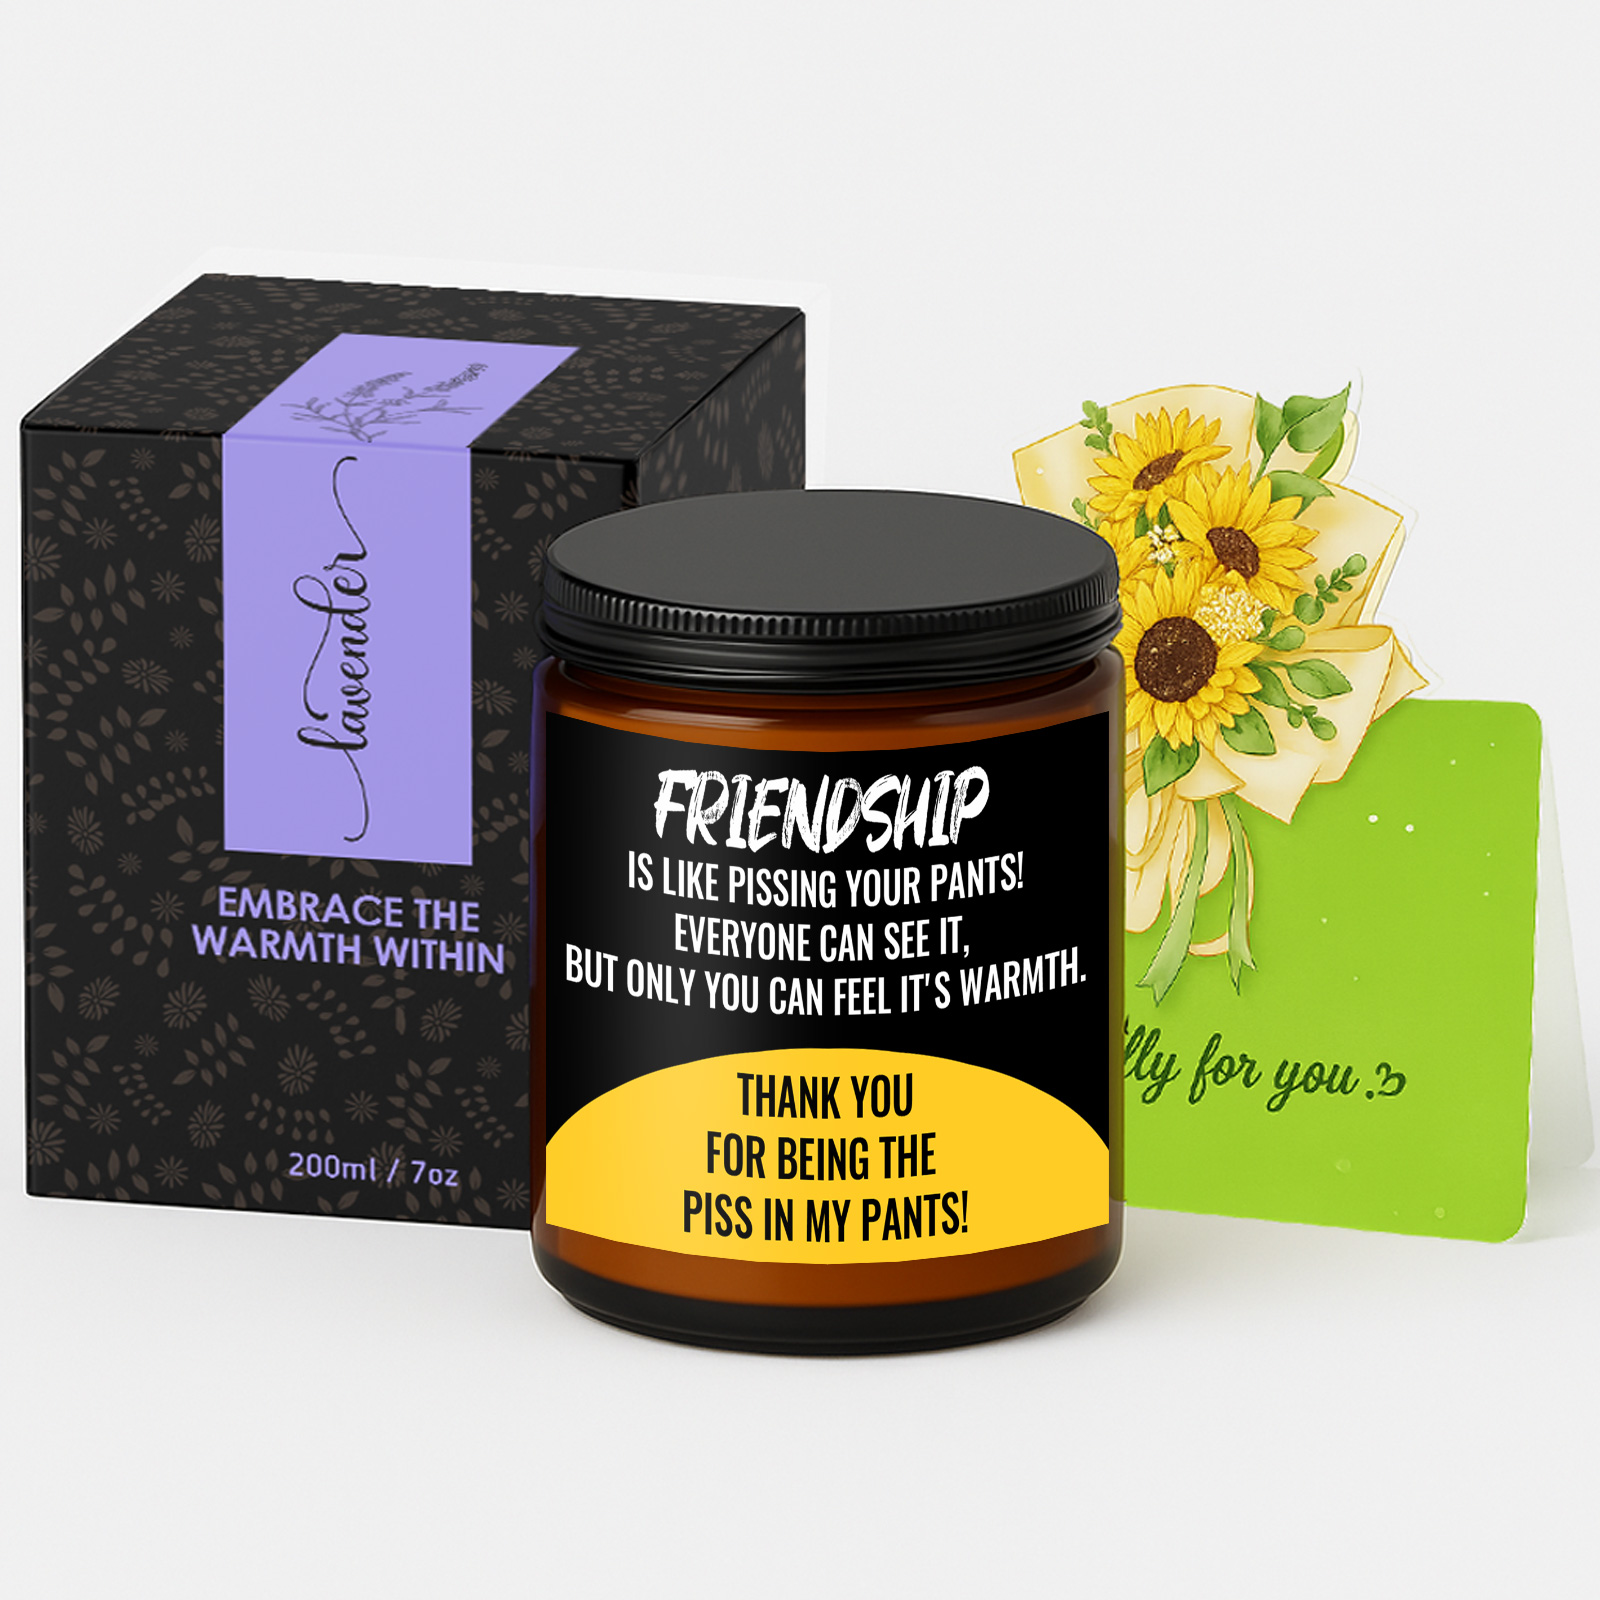 lavender
EMBRACE THE
WARMTH WITHIN
200ml / 7oz
FRIENDSHIP
IS LIKE PISSING YOUR PANTS!
EVERYONE CAN SEE IT,
BUT ONLY YOU CAN FEEL IT'S WARMTH.
THANK YOU
FOR BEING THE
PISS IN MY PANTS!
for you